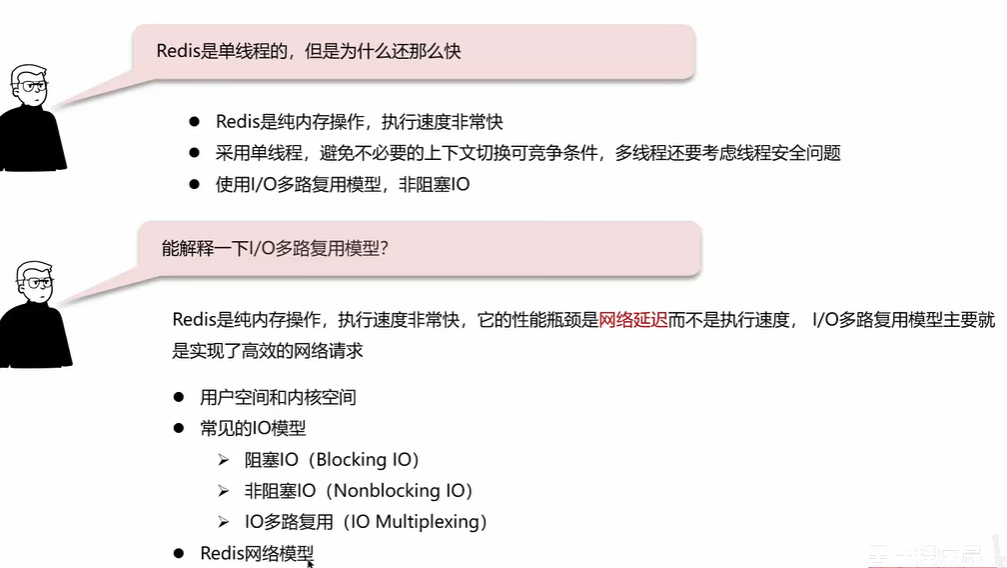 Redis是单线程的，但是为什么还那么快
Redis是纯内存操作，执行速度非常快
采用单线程，避免不必要的上下文切换可竞争条件，多线程还要考虑线程安全问题
使用I/O多路复用模型，非阻塞IO
能解释一下I/O多路复用模型？
Redis是纯内存操作，执行速度非常快，它的性能瓶颈是网络延迟而不是执行速度， I/O多路复用模型主要就
是实现了高效的网络请求
用户空间和内核空间
常见的IO模型
阻塞IO（Blocking IO）
非阻塞IO（Nonblocking IO）
IO多路复用（IO Multiplexing）
Redis网络模型